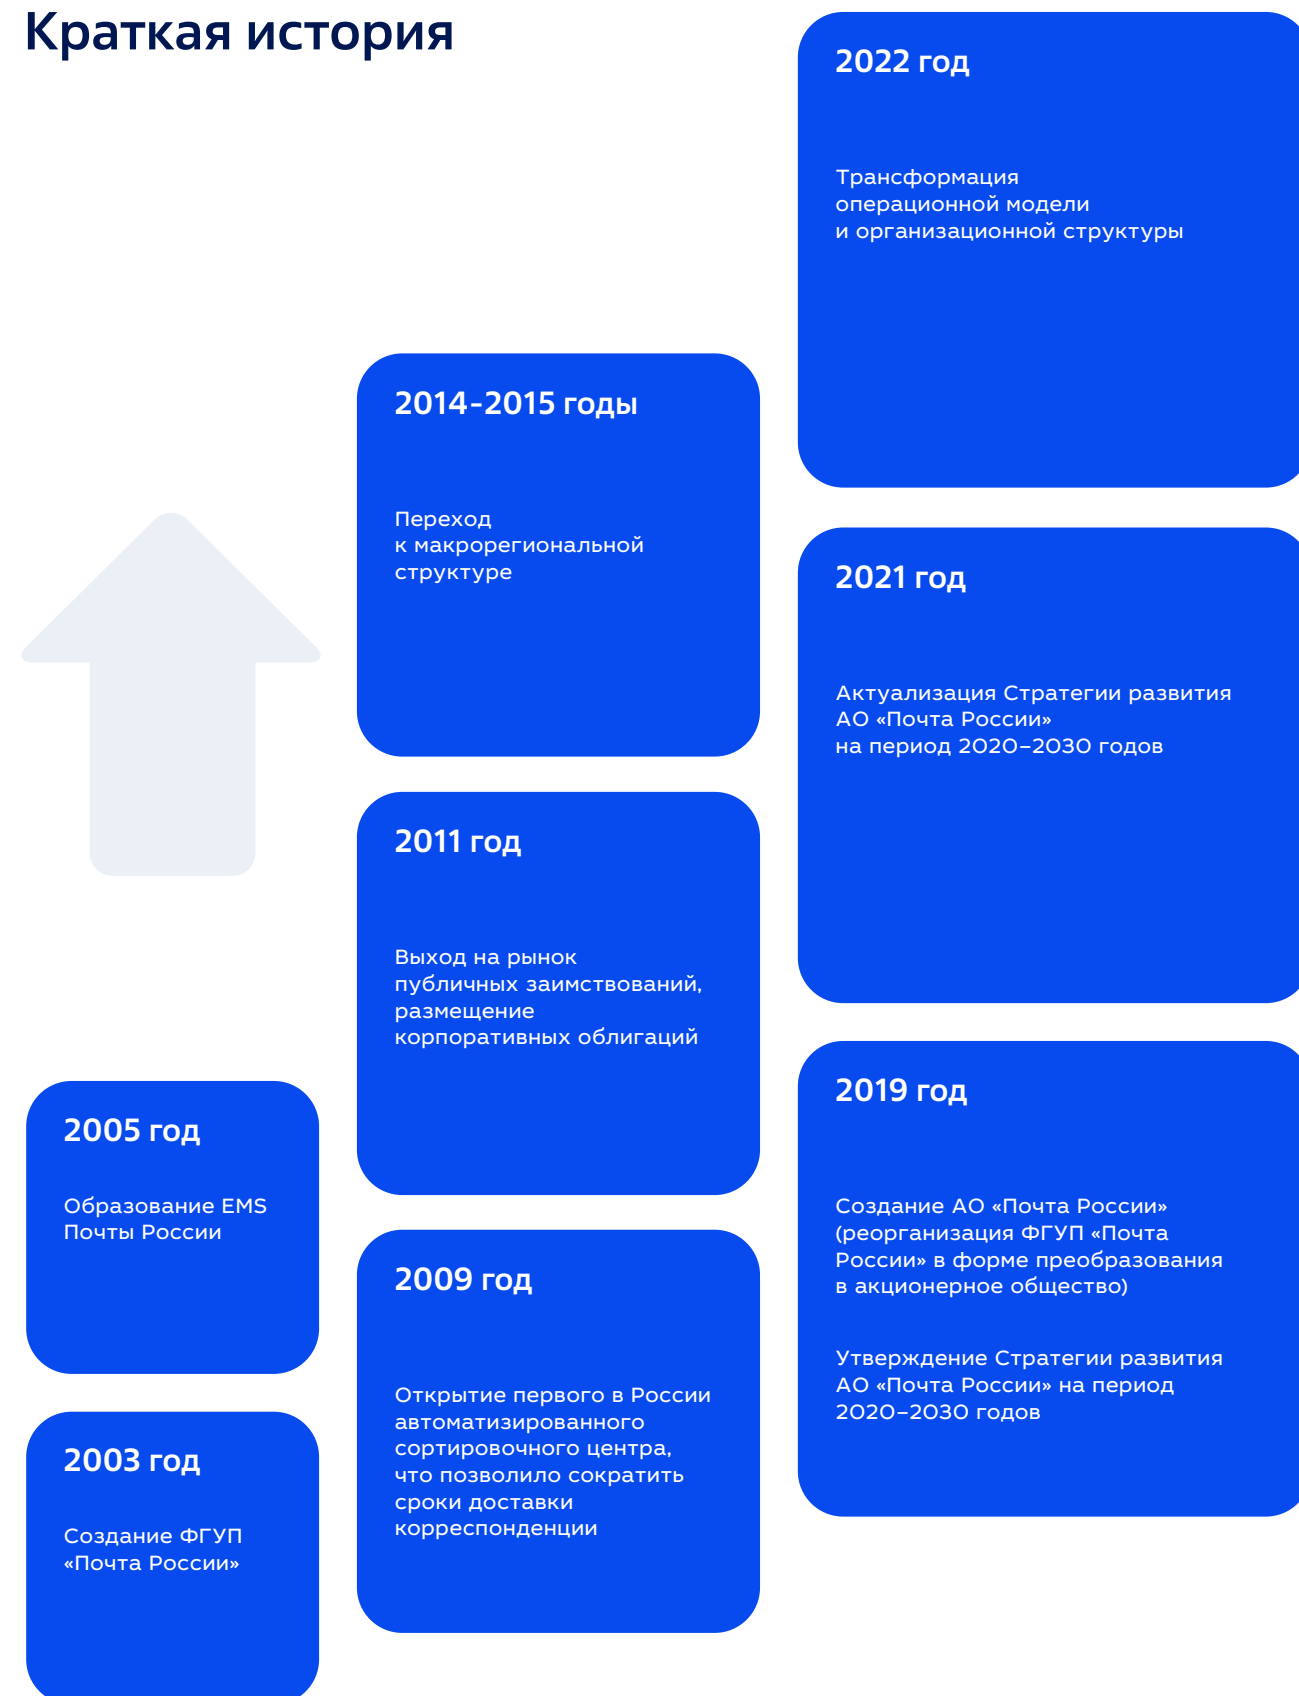 Краткая история
2022 год
Трансформация
операционной модели
и организационной структуры
2014-2015 годы
Переход
к макрорегиональной
структуре
2021 год
Актуализация Стратегии развития
АО «Почта России»
на период 2020–2030 годов
2011 год
Выход на рынок
публичных заимствований,
размещение
корпоративных облигаций
2019 год
Создание АО «Почта России»
(реорганизация ФГУП «Почта
России» в форме преобразования
в акционерное общество)
Утверждение Стратегии развития
АО «Почта России» на период
2020–2030 годов
2005 год
Образование EMS
Почты России
2009 год
Открытие первого в России
автоматизированного
сортировочного центра,
что позволило сократить
сроки доставки
корреспонденции
2003 год
Создание ФГУП
«Почта России»